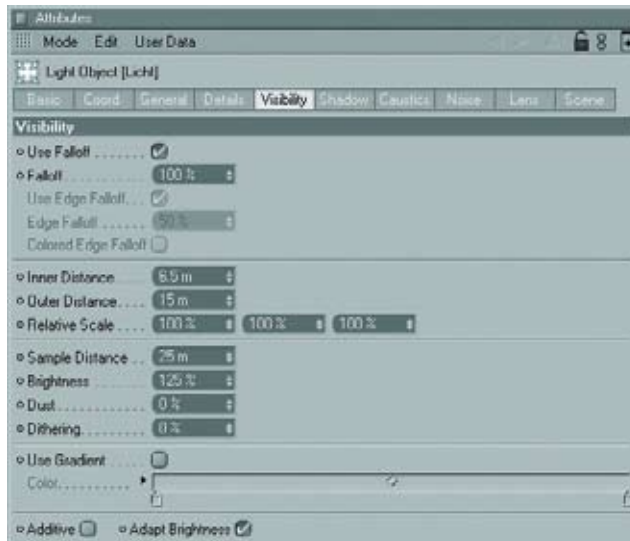 Attributes
Mode Edit User Data
Light Object [Licht]
Basic Coord General Details Visibility Shadow Caustics Noise Lens Scene
Visibility
Use Falloff
Falloff 100 %
Use Edge Falloff
Edge Falloff 50 %
Colored Edge Falloff
Inner Distance 6.5 m
Outer Distance 15 m
Relative Scale 100 % 100 % 100 %
Sample Distance 25 m
Brightness 125 %
Dust 0 %
Dithering 0 %
Use Gradient
Color
Additive Adapt Brightness